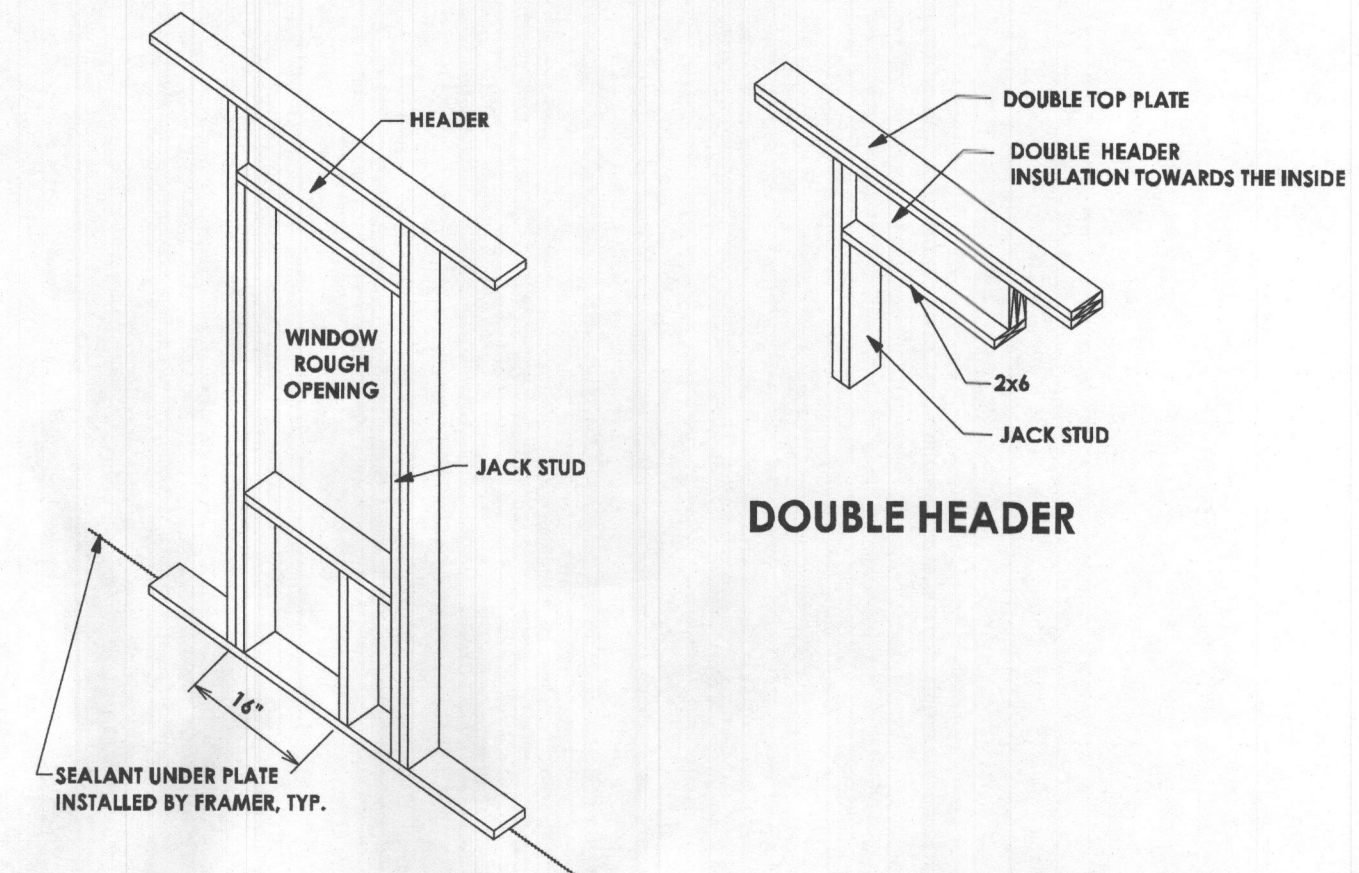 HEADER
WINDOW
ROUGH
OPENING
JACK STUD
16"
SEALANT UNDER PLATE
INSTALLED BY FRAMER, TYP.
DOUBLE TOP PLATE
DOUBLE HEADER
INSULATION TOWARDS THE INSIDE
2x6
JACK STUD
DOUBLE HEADER